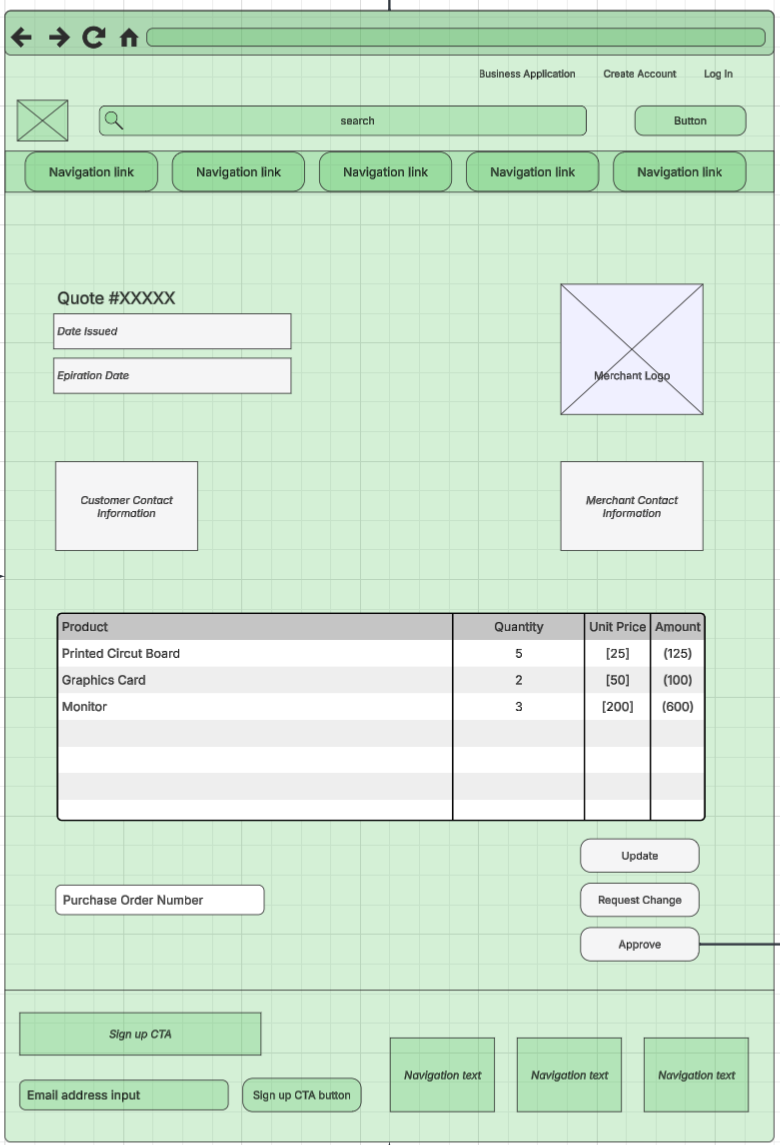 Business Application Create Account Log In
search
Button
Navigation link Navigation link Navigation link Navigation link Navigation link
Quote #XXXXX
Date Issued
Expiration Date
Merchant Logo
Customer Contact
Information
Merchant Contact
Information
Product Quantity Unit Price Amount
Printed Circut Board 5 [25] (125)
Graphics Card 2 [50] (100)
Monitor 3 [200] (600)
Update
Purchase Order Number
Request Change
Approve
Sign up CTA
Email address input
Sign up CTA button
Navigation text Navigation text Navigation text